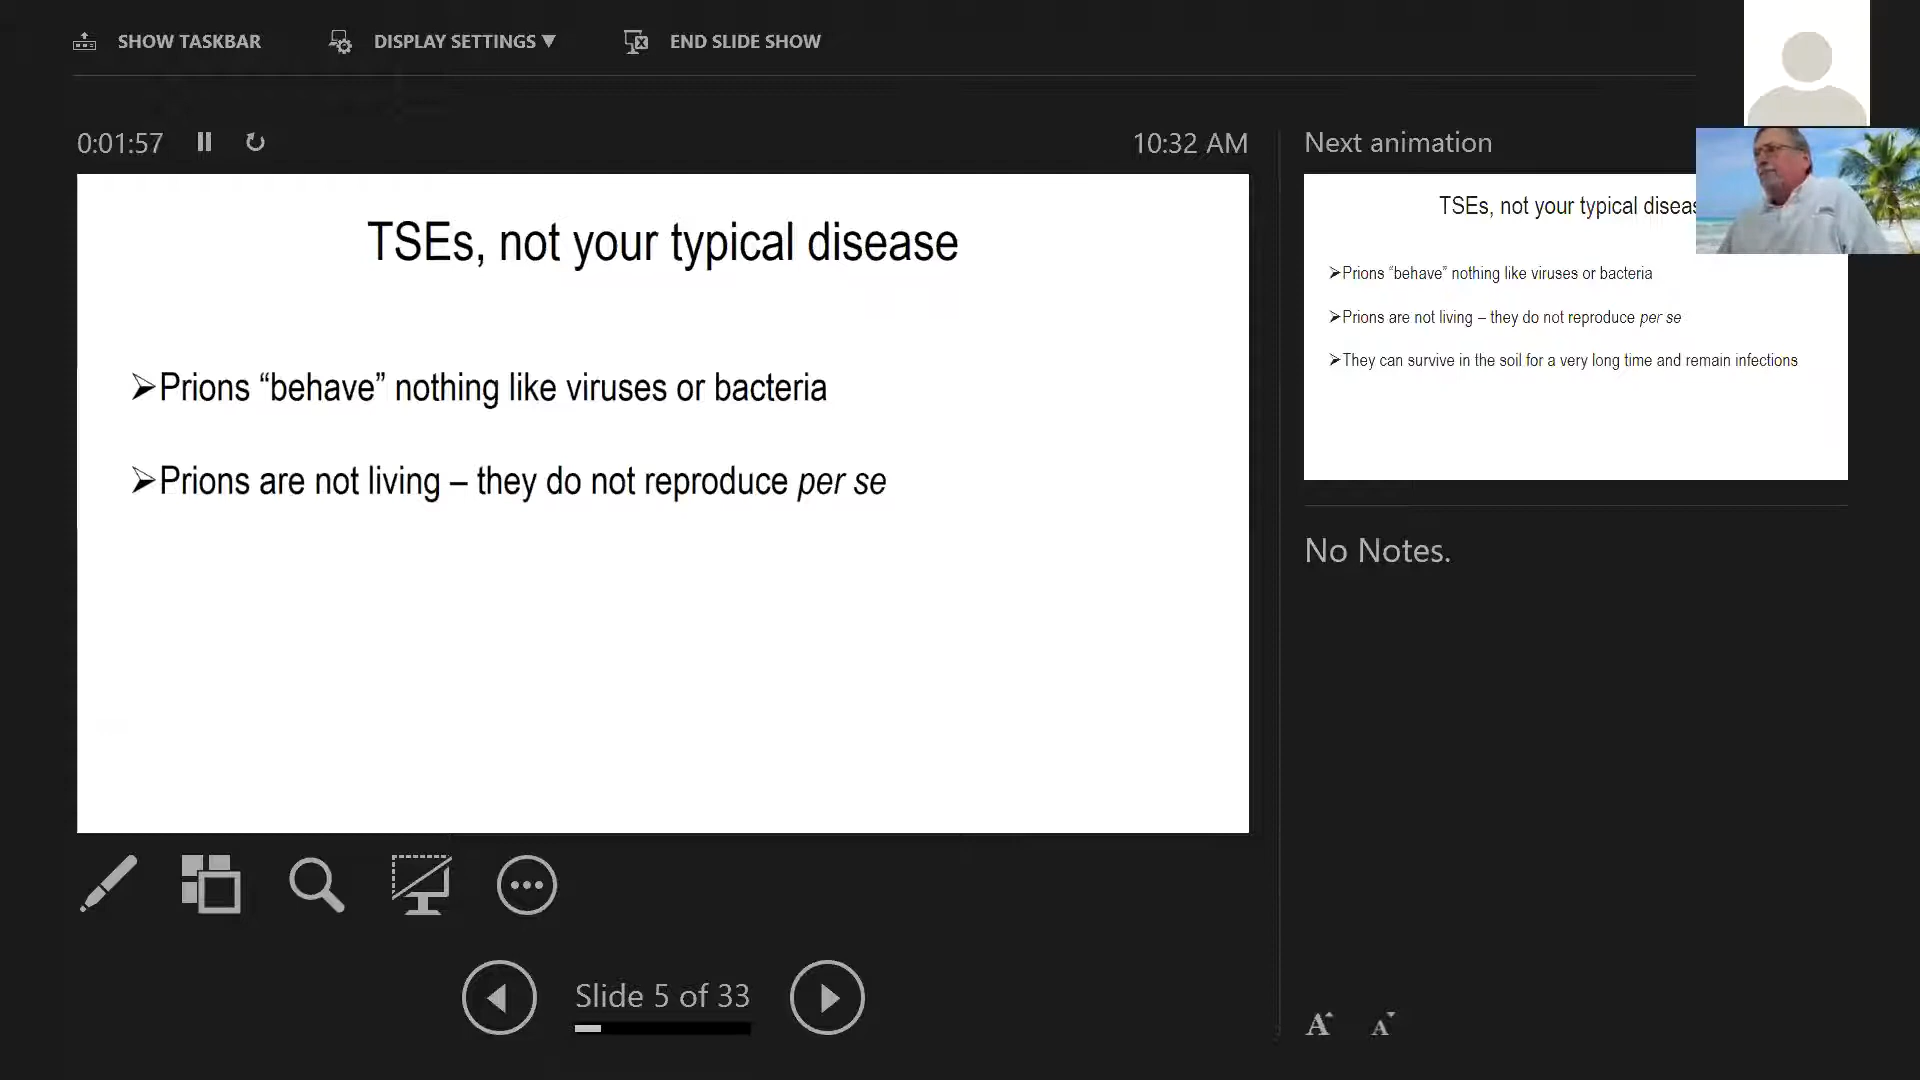 SHOW TASKBAR
DISPLAY SETTINGS ▼
END SLIDE SHOW
0:01:57
10:32 AM
TSEs, not your typical disease
➢Prions “behave” nothing like viruses or bacteria
➢Prions are not living – they do not reproduce per se
Slide 5 of 33
Next animation
TSEs, not your typical
➢Prions “behave” nothing like viruses or bacteria
➢Prions are not living – they do not reproduce per se
➢They can survive in the soil for a very long time and remain infections
No Notes.
A A